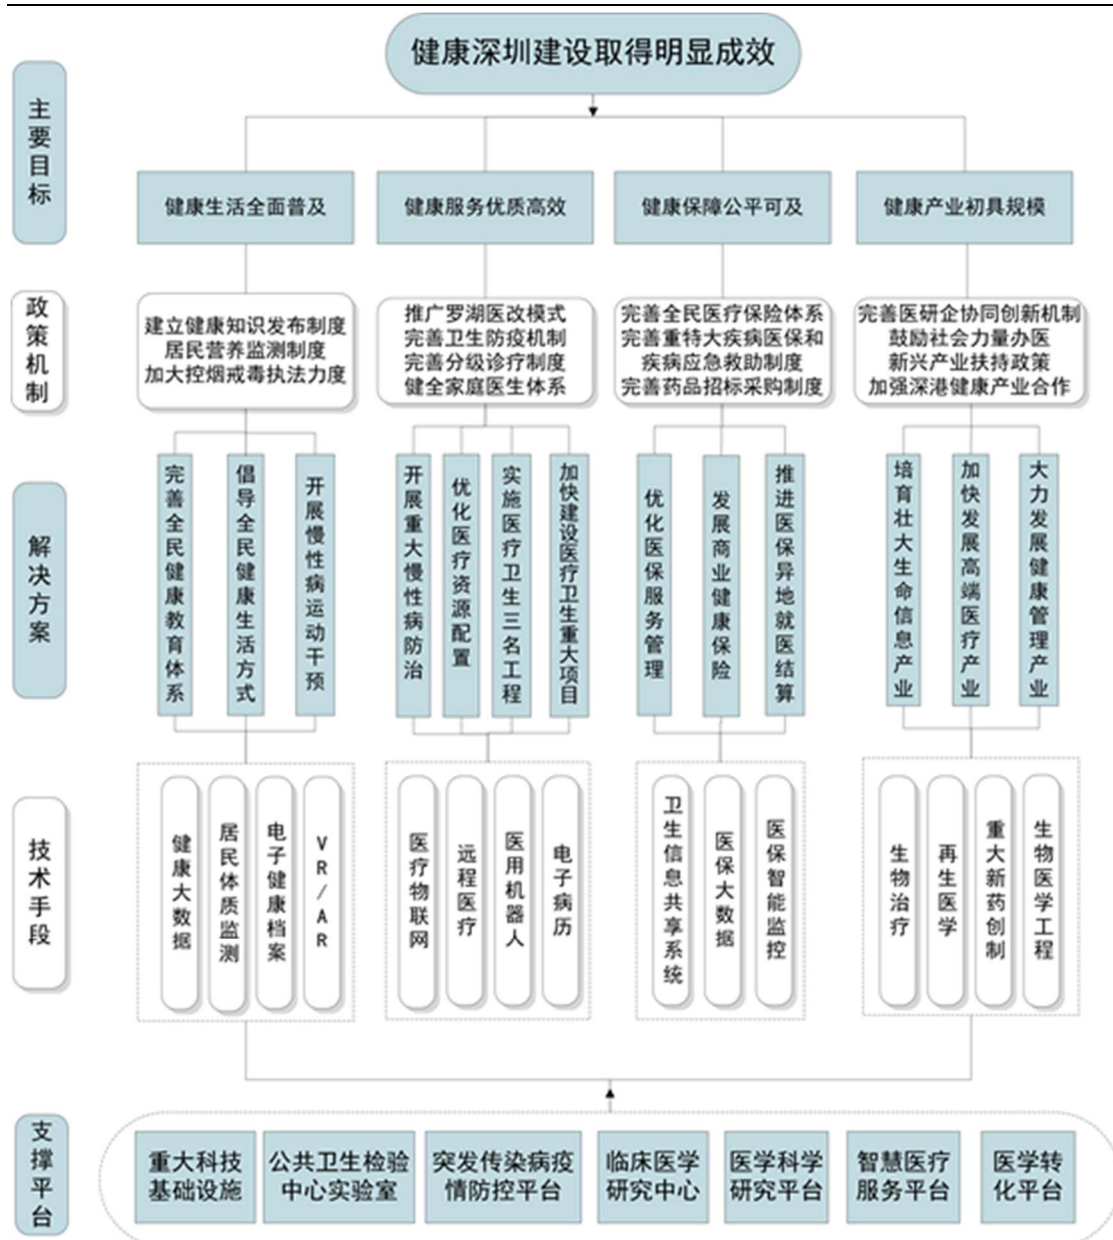 健康深圳建设取得明显成效
主要目标
健康生活全面普及
健康服务优质高效
健康保障公平可及
健康产业初具规模
政策机制
建立健康知识发布制度
居民营养监测制度
加大控烟戒毒执法力度
推广罗湖医改模式
完善卫生防疫机制
完善分级诊疗制度
健全家庭医生体系
完善全民医疗保险体系
完善重特大疾病医保和
疾病应急救助制度
完善药品招标采购制度
完善医研企协同创新机制
鼓励社会力量办医
新兴产业扶持政策
加强深港健康产业合作
解决方案
完善全民健康教育体系
倡导全民健康生活方式
开展慢性病运动干预
开展重大慢性病防治
优化医疗资源配置
实施医疗卫生三名工程
加快建设医疗卫生重大项目
优化医保服务管理
发展商业健康保险
推进医保异地就医结算
培育壮大生命信息产业
加快发展高端医疗产业
大力发展健康管理产业
技术手段
健康大数据
居民体质监测
电子健康档案
VR/AR
医疗物联网
远程医疗
医用机器人
电子病历
卫生信息共享系统
医保大数据
医保智能监控
生物治疗
再生医学
重大新药创制
生物医学工程
支撑平台
重大科技
基础设施
公共卫生检验
中心实验室
突发传染病疫
情防控平台
临床医学
研究中心
医学科学
研究平台
智慧医疗
服务平台
医学转
化平台